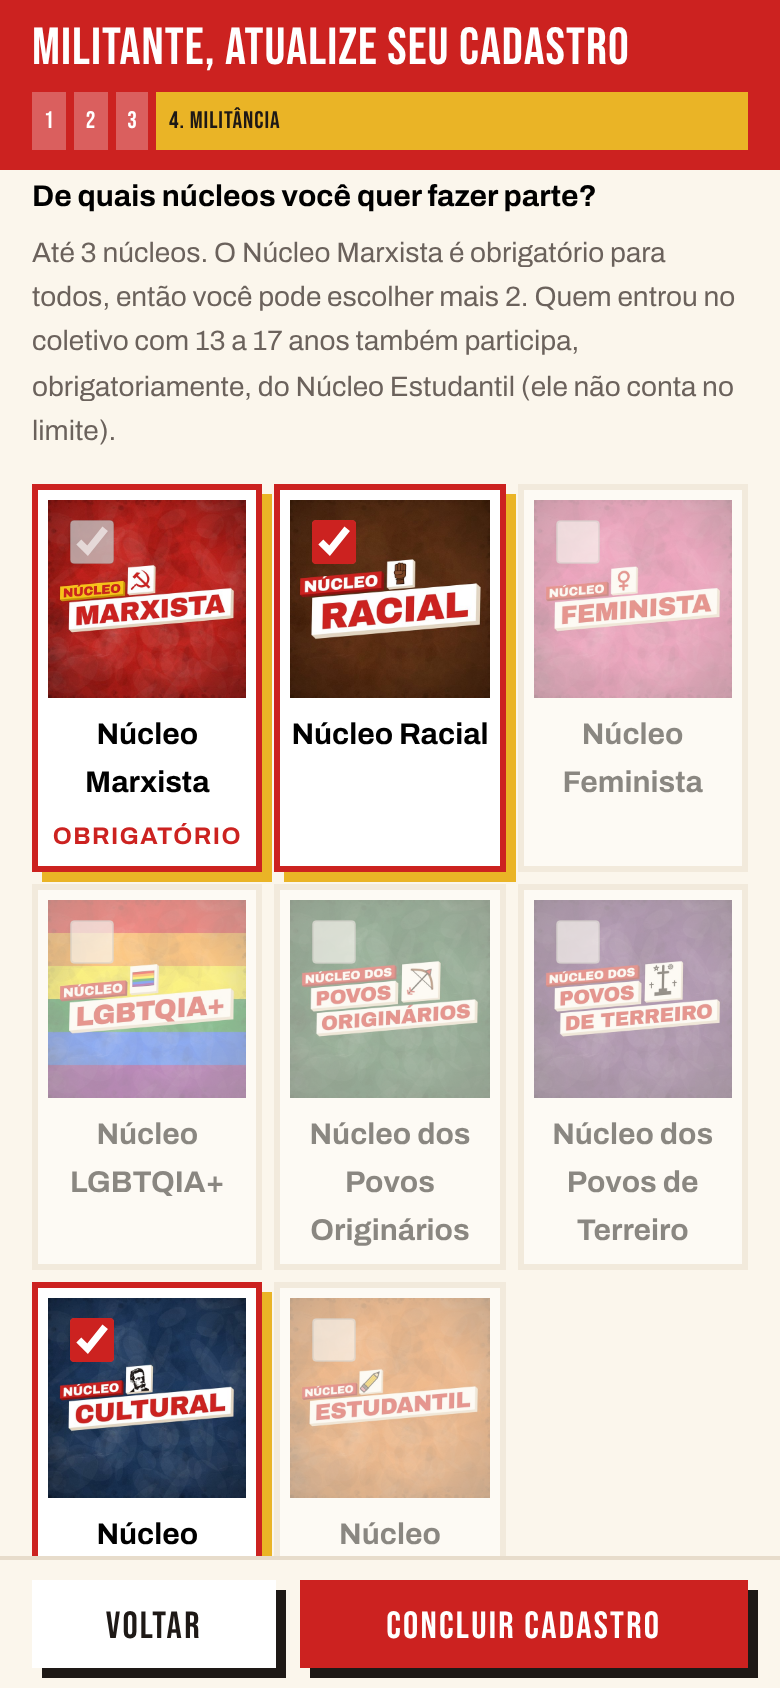 MILITANTE, ATUALIZE SEU CADASTRO
1 2 3 4. MILITÂNCIA
De quais núcleos você quer fazer parte?
Até 3 núcleos. O Núcleo Marxista é obrigatório para
todos, então você pode escolher mais 2. Quem entrou no
coletivo com 13 a 17 anos também participa,
obrigatoriamente, do Núcleo Estudantil (ele não conta no
limite).
NÚCLEO
MARXISTA
Núcleo
Marxista
OBRIGATÓRIO
NÚCLEO
RACIAL
Núcleo Racial
NÚCLEO
FEMINISTA
Núcleo
Feminista
NÚCLEO
LGBTQIA+
Núcleo
LGBTQIA+
NÚCLEO DOS
POVOS
ORIGINÁRIOS
Núcleo dos
Povos
Originários
NÚCLEO DOS
POVOS
DE TERREIRO
Núcleo dos
Povos de
Terreiro
NÚCLEO
CULTURAL
Núcleo
NÚCLEO
ESTUDANTIL
Núcleo
VOLTAR
CONCLUIR CADASTRO